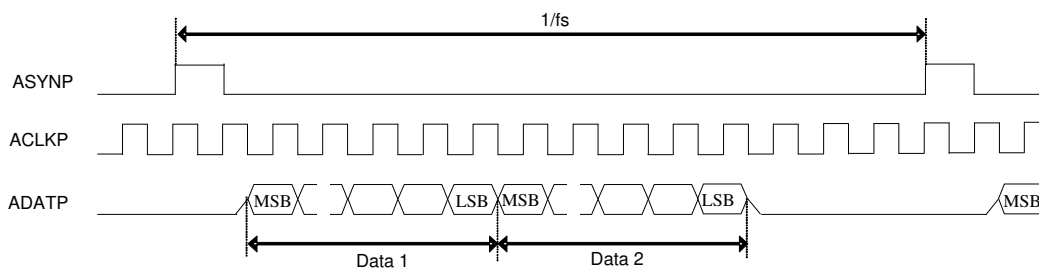 1/fs
ASYNP
ACLKP
ADATP
MSB LSB MSB LSB MSB
Data 1 Data 2